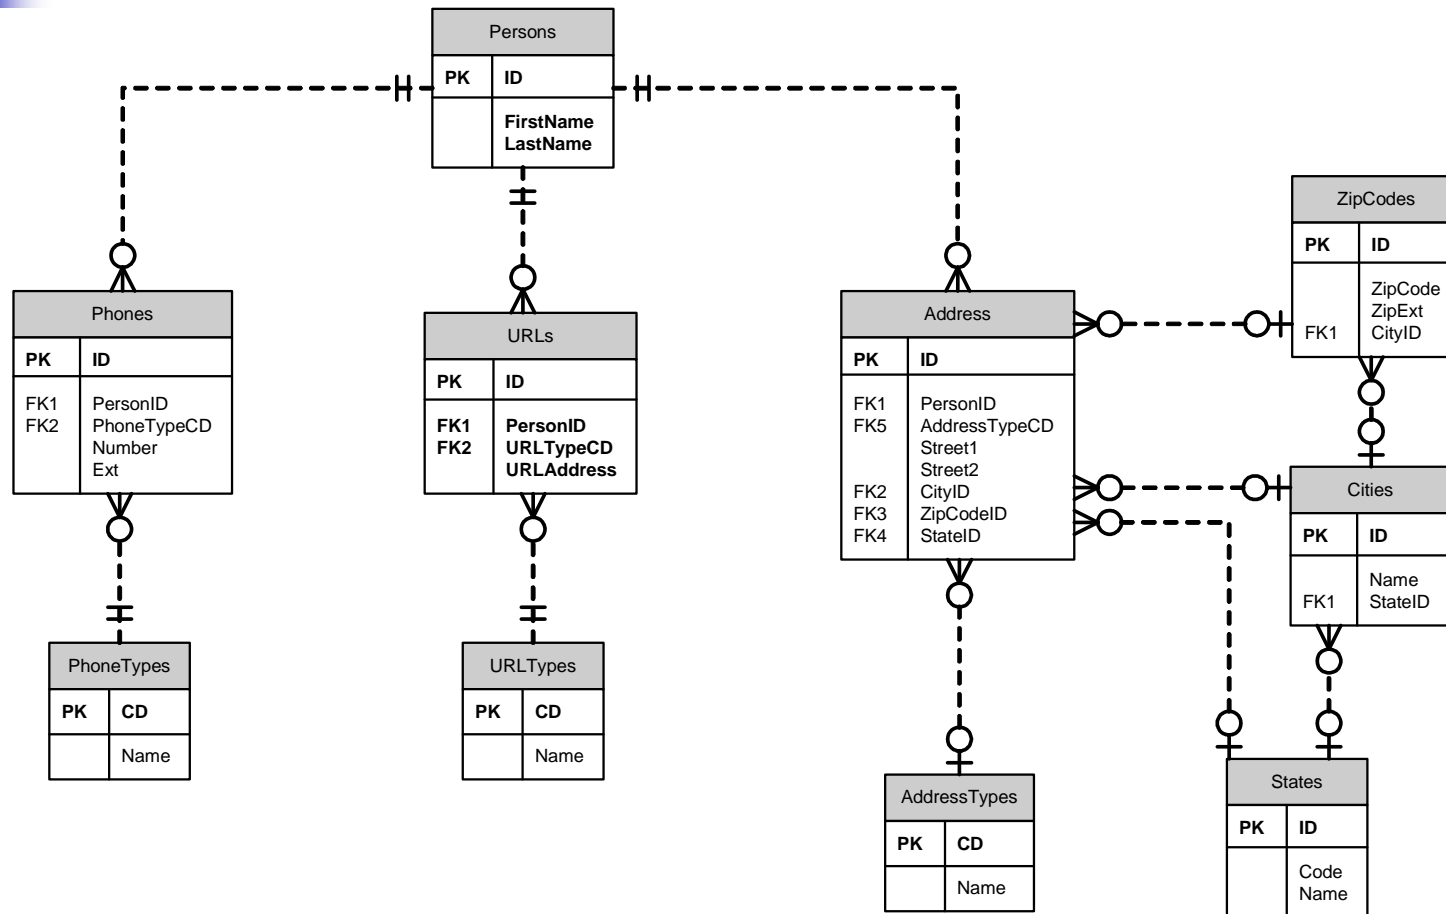 Persons
PK ID
FirstName
LastName
ZipCodes
PK ID
ZipCode
ZipExt
FK1 CityID
Phones
PK ID
FK1 PersonID
FK2 PhoneTypeCD
Number
Ext
URLs
PK ID
FK1 PersonID
FK2 URLTypeCD
URLAddress
Address
PK ID
FK1 PersonID
FK5 AddressTypeCD
Street1
Street2
FK2 CityID
FK3 ZipCodeID
FK4 StateID
Cities
PK ID
Name
FK1 StateID
PhoneTypes
PK CD
Name
URLTypes
PK CD
Name
AddressTypes
PK CD
Name
States
PK ID
Code
Name